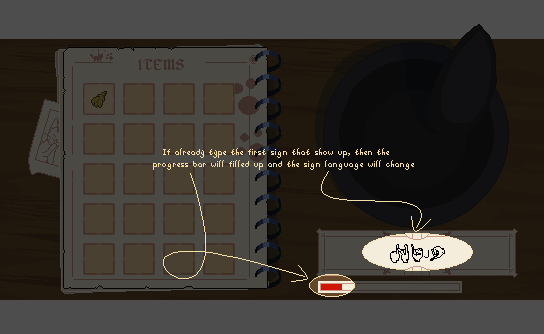 ITEMS
If already type the first sign that show up, then the
progress bar will filled up and the sign language will change